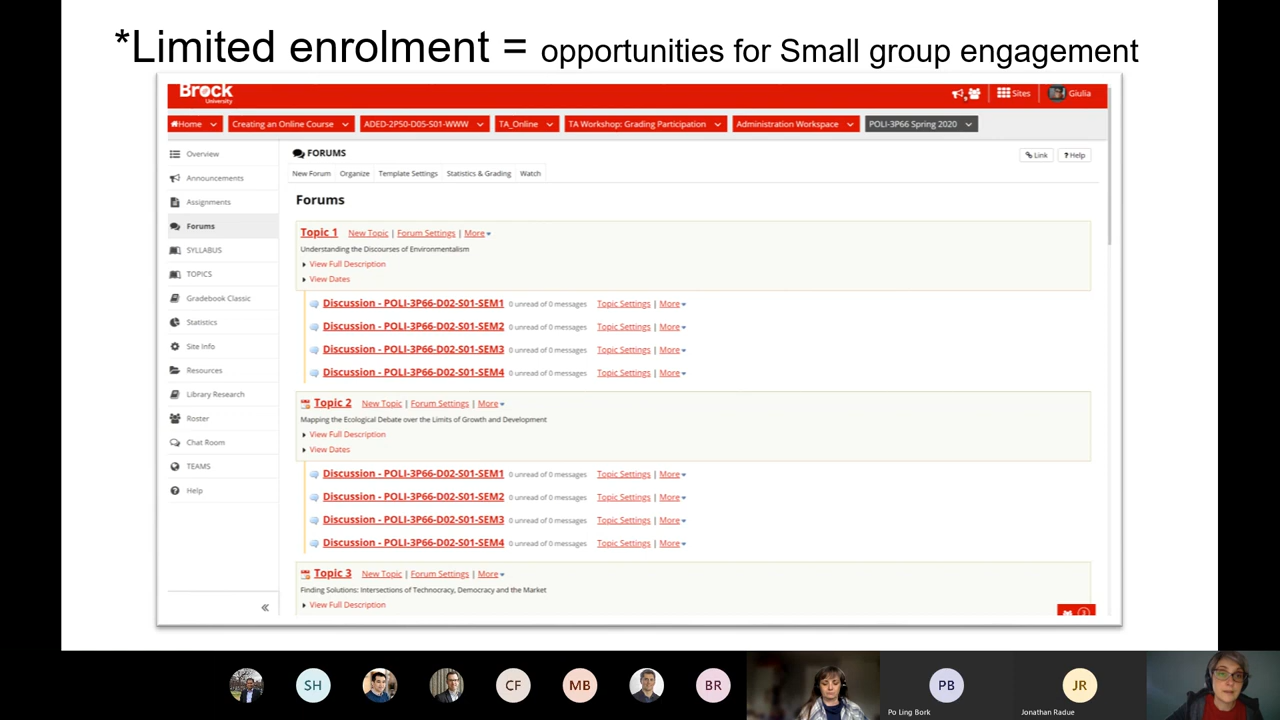 *Limited enrolment = opportunities for Small group engagement
Brock
University
Sites
Giulia
Home
Creating an Online Course
ADED-2P50-D05-S01-WWW
TA_Online
TA Workshop: Grading Participation
Administration Workspace
POLI-3P66 Spring 2020
Overview
Announcements
Assignments
Forums
SYLLABUS
TOPICS
Gradebook Classic
Statistics
Site Info
Resources
Library Research
Roster
Chat Room
TEAMS
Help
FORUMS
Link
? Help
New Forum Organize Template Settings Statistics & Grading Watch
Forums
Topic 1 New Topic | Forum Settings | More
Understanding the Discourses of Environmentalism
View Full Description
View Dates
Discussion - POLI-3P66-D02-S01-SEM1 0 unread of 0 messages Topic Settings | More
Discussion - POLI-3P66-D02-S01-SEM2 0 unread of 0 messages Topic Settings | More
Discussion - POLI-3P66-D02-S01-SEM3 0 unread of 0 messages Topic Settings | More
Discussion - POLI-3P66-D02-S01-SEM4 0 unread of 0 messages Topic Settings | More
Topic 2 New Topic | Forum Settings | More
Mapping the Ecological Debate over the Limits of Growth and Development
View Full Description
View Dates
Discussion - POLI-3P66-D02-S01-SEM1 0 unread of 0 messages Topic Settings | More
Discussion - POLI-3P66-D02-S01-SEM2 0 unread of 0 messages Topic Settings | More
Discussion - POLI-3P66-D02-S01-SEM3 0 unread of 0 messages Topic Settings | More
Discussion - POLI-3P66-D02-S01-SEM4 0 unread of 0 messages Topic Settings | More
Topic 3 New Topic | Forum Settings | More
Finding Solutions: Intersections of Technocracy, Democracy and the Market
View Full Description
SH
CF
MB
BR
PB
Po Ling Bork
JR
Jonathan Radue